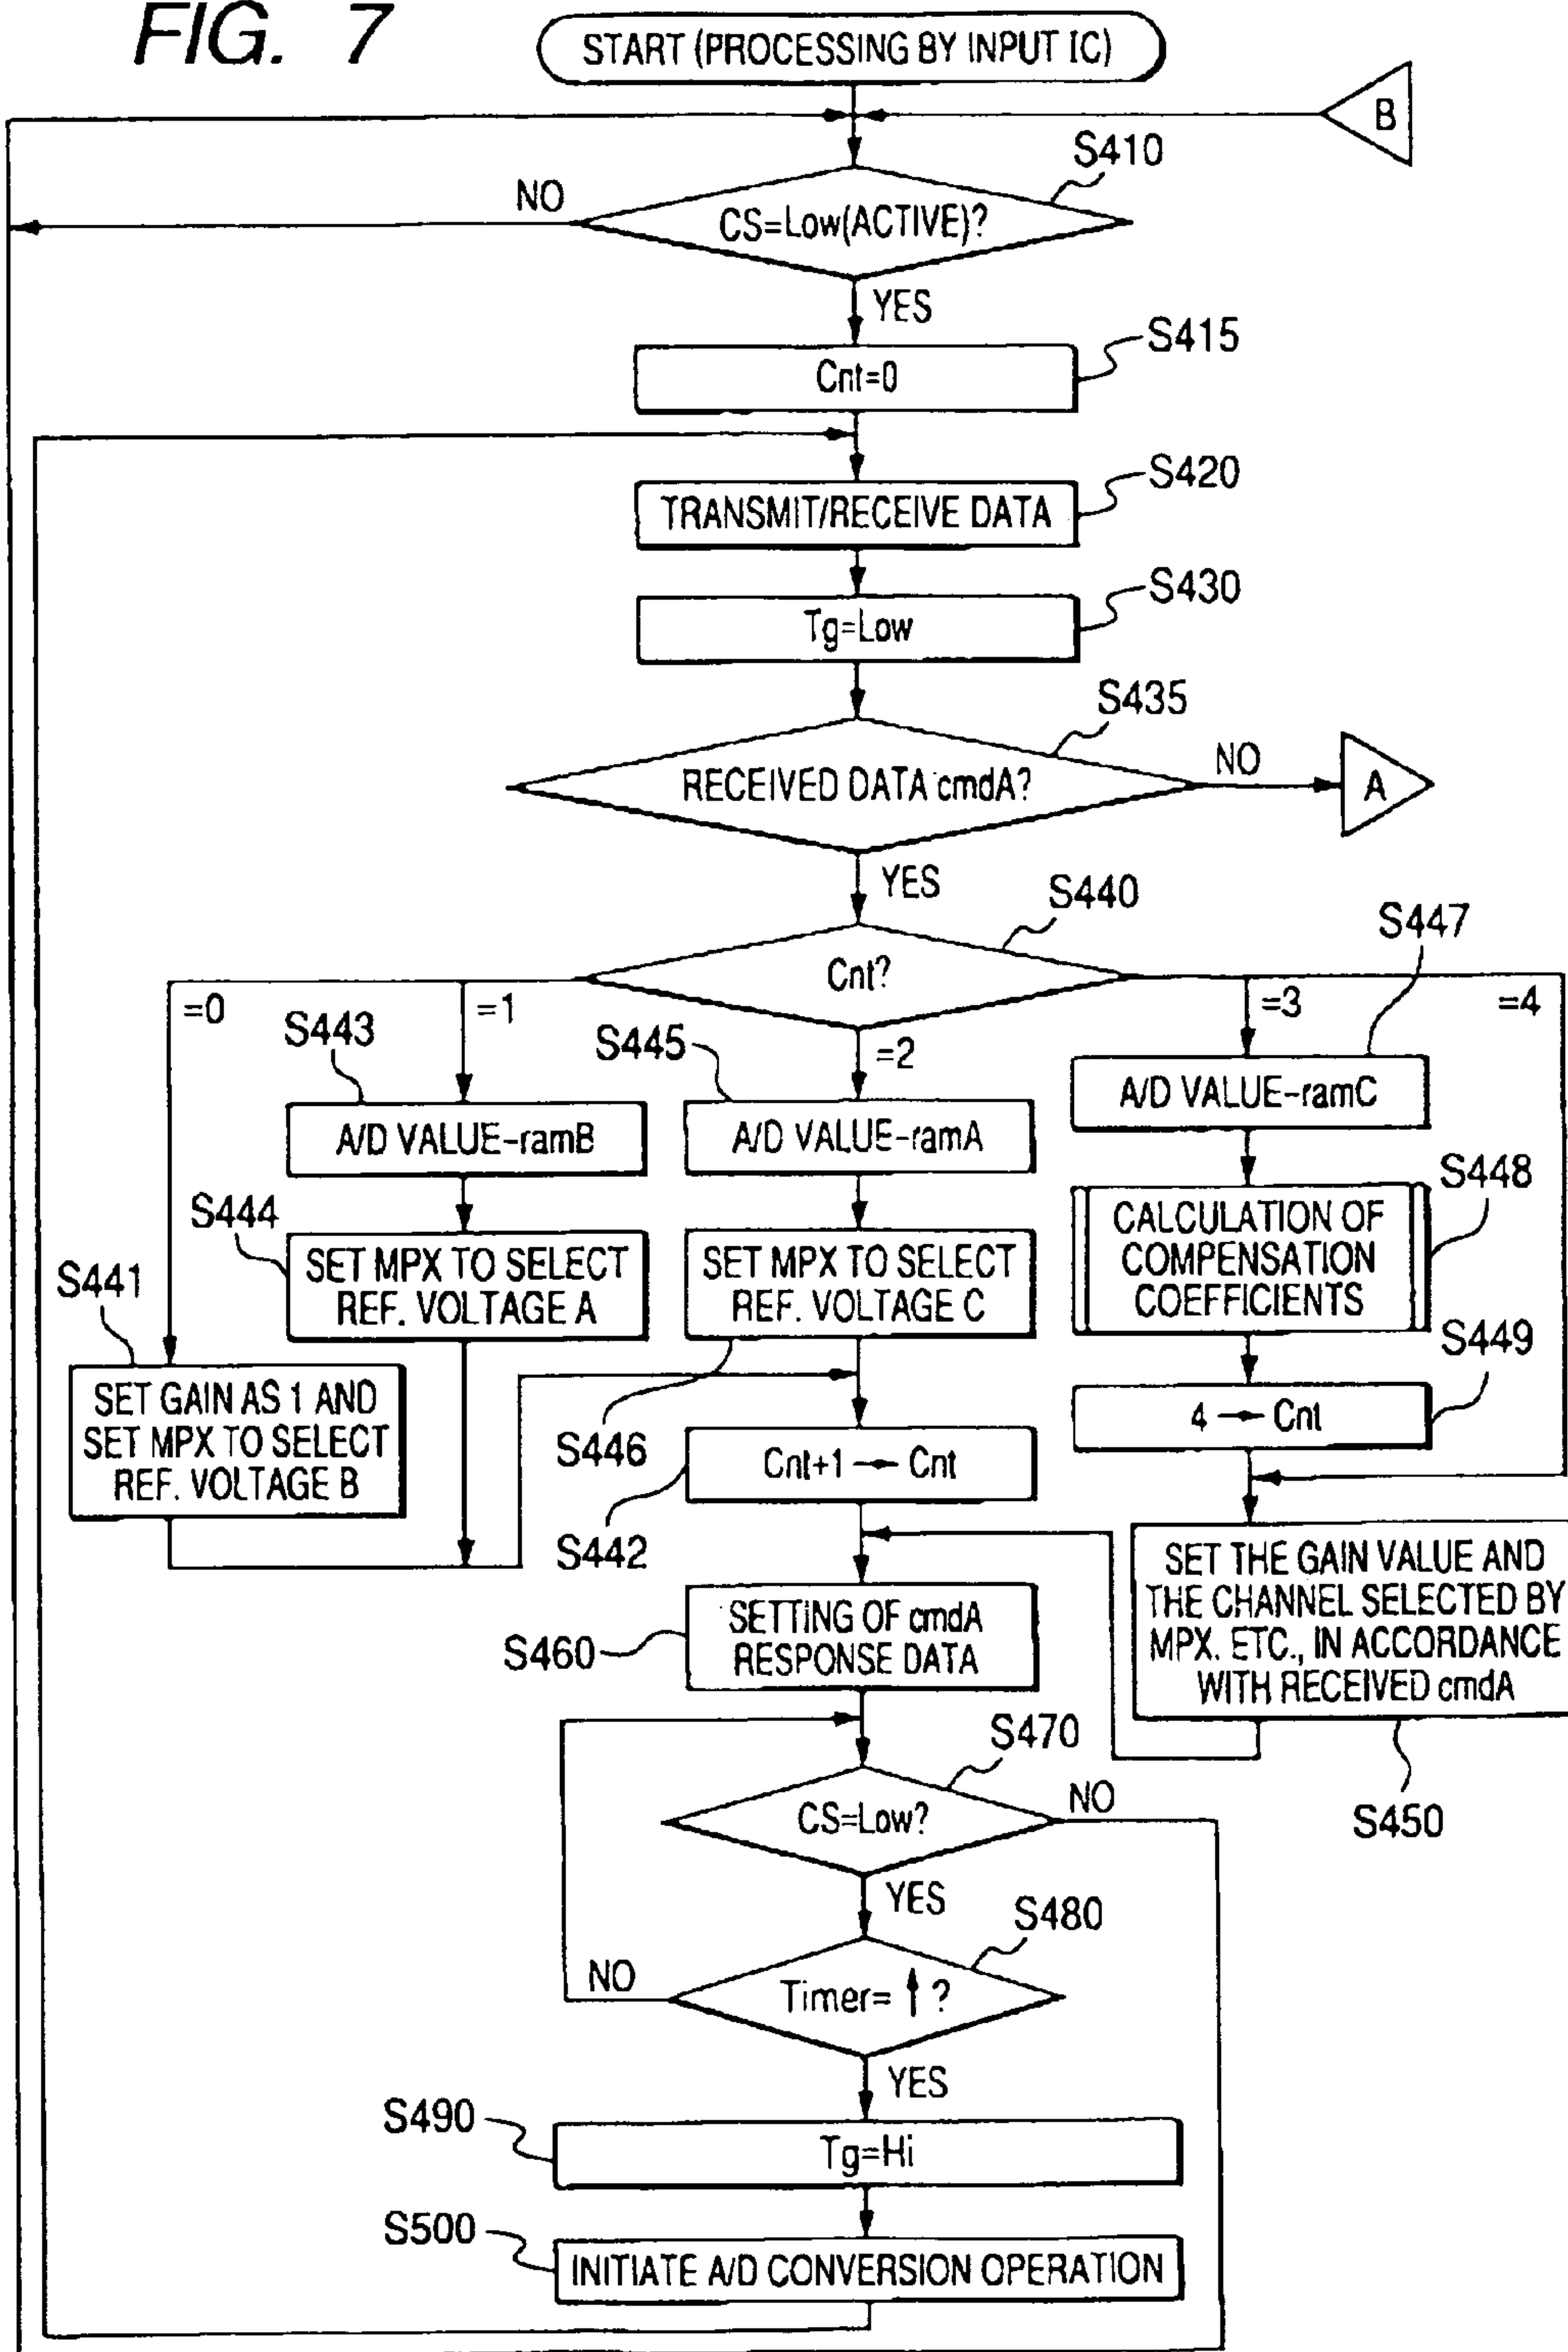 FIG. 7
START (PROCESSING BY INPUT IC)
B
S410
NO
CS=Low(ACTIVE)?
YES
S415
Cnt=0
S420
TRANSMIT/RECEIVE DATA
S430
Tg=Low
S435
RECEIVED DATA cmdA?
NO
A
YES
S440
Cnt?
S447
=0
=1
=2
=3
=4
S443
S445
A/D VALUE-ramB
A/D VALUE-ramA
A/D VALUE-ramC
S448
S444
SET MPX TO SELECT
REF. VOLTAGE A
SET MPX TO SELECT
REF. VOLTAGE C
CALCULATION OF
COMPENSATION
COEFFICIENTS
S441
S449
SET GAIN AS 1 AND
SET MPX TO SELECT
REF. VOLTAGE B
S446
4 → Cnt
Cnt+1 → Cnt
S442
SET THE GAIN VALUE AND
THE CHANNEL SELECTED BY
MPX. ETC., IN ACCORDANCE
WITH RECEIVED cmdA
S460
SETTING OF cmdA
RESPONSE DATA
S470
CS=Low?
NO
S450
YES
S480
NO
Timer= ↑ ?
YES
S490
Tg=Hi
S500
INITIATE A/D CONVERSION OPERATION